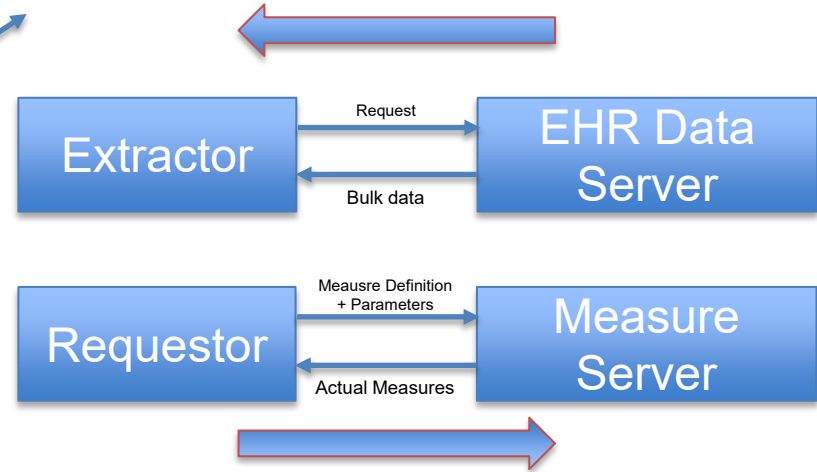 Request
Extractor
EHR Data
Server
Bulk data
Meausre Definition
+ Parameters
Requestor
Measure
Server
Actual Measures